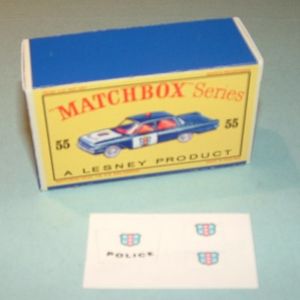 "MATCHBOX" Series
55
55
A LESNEY PRODUCT
POLICE